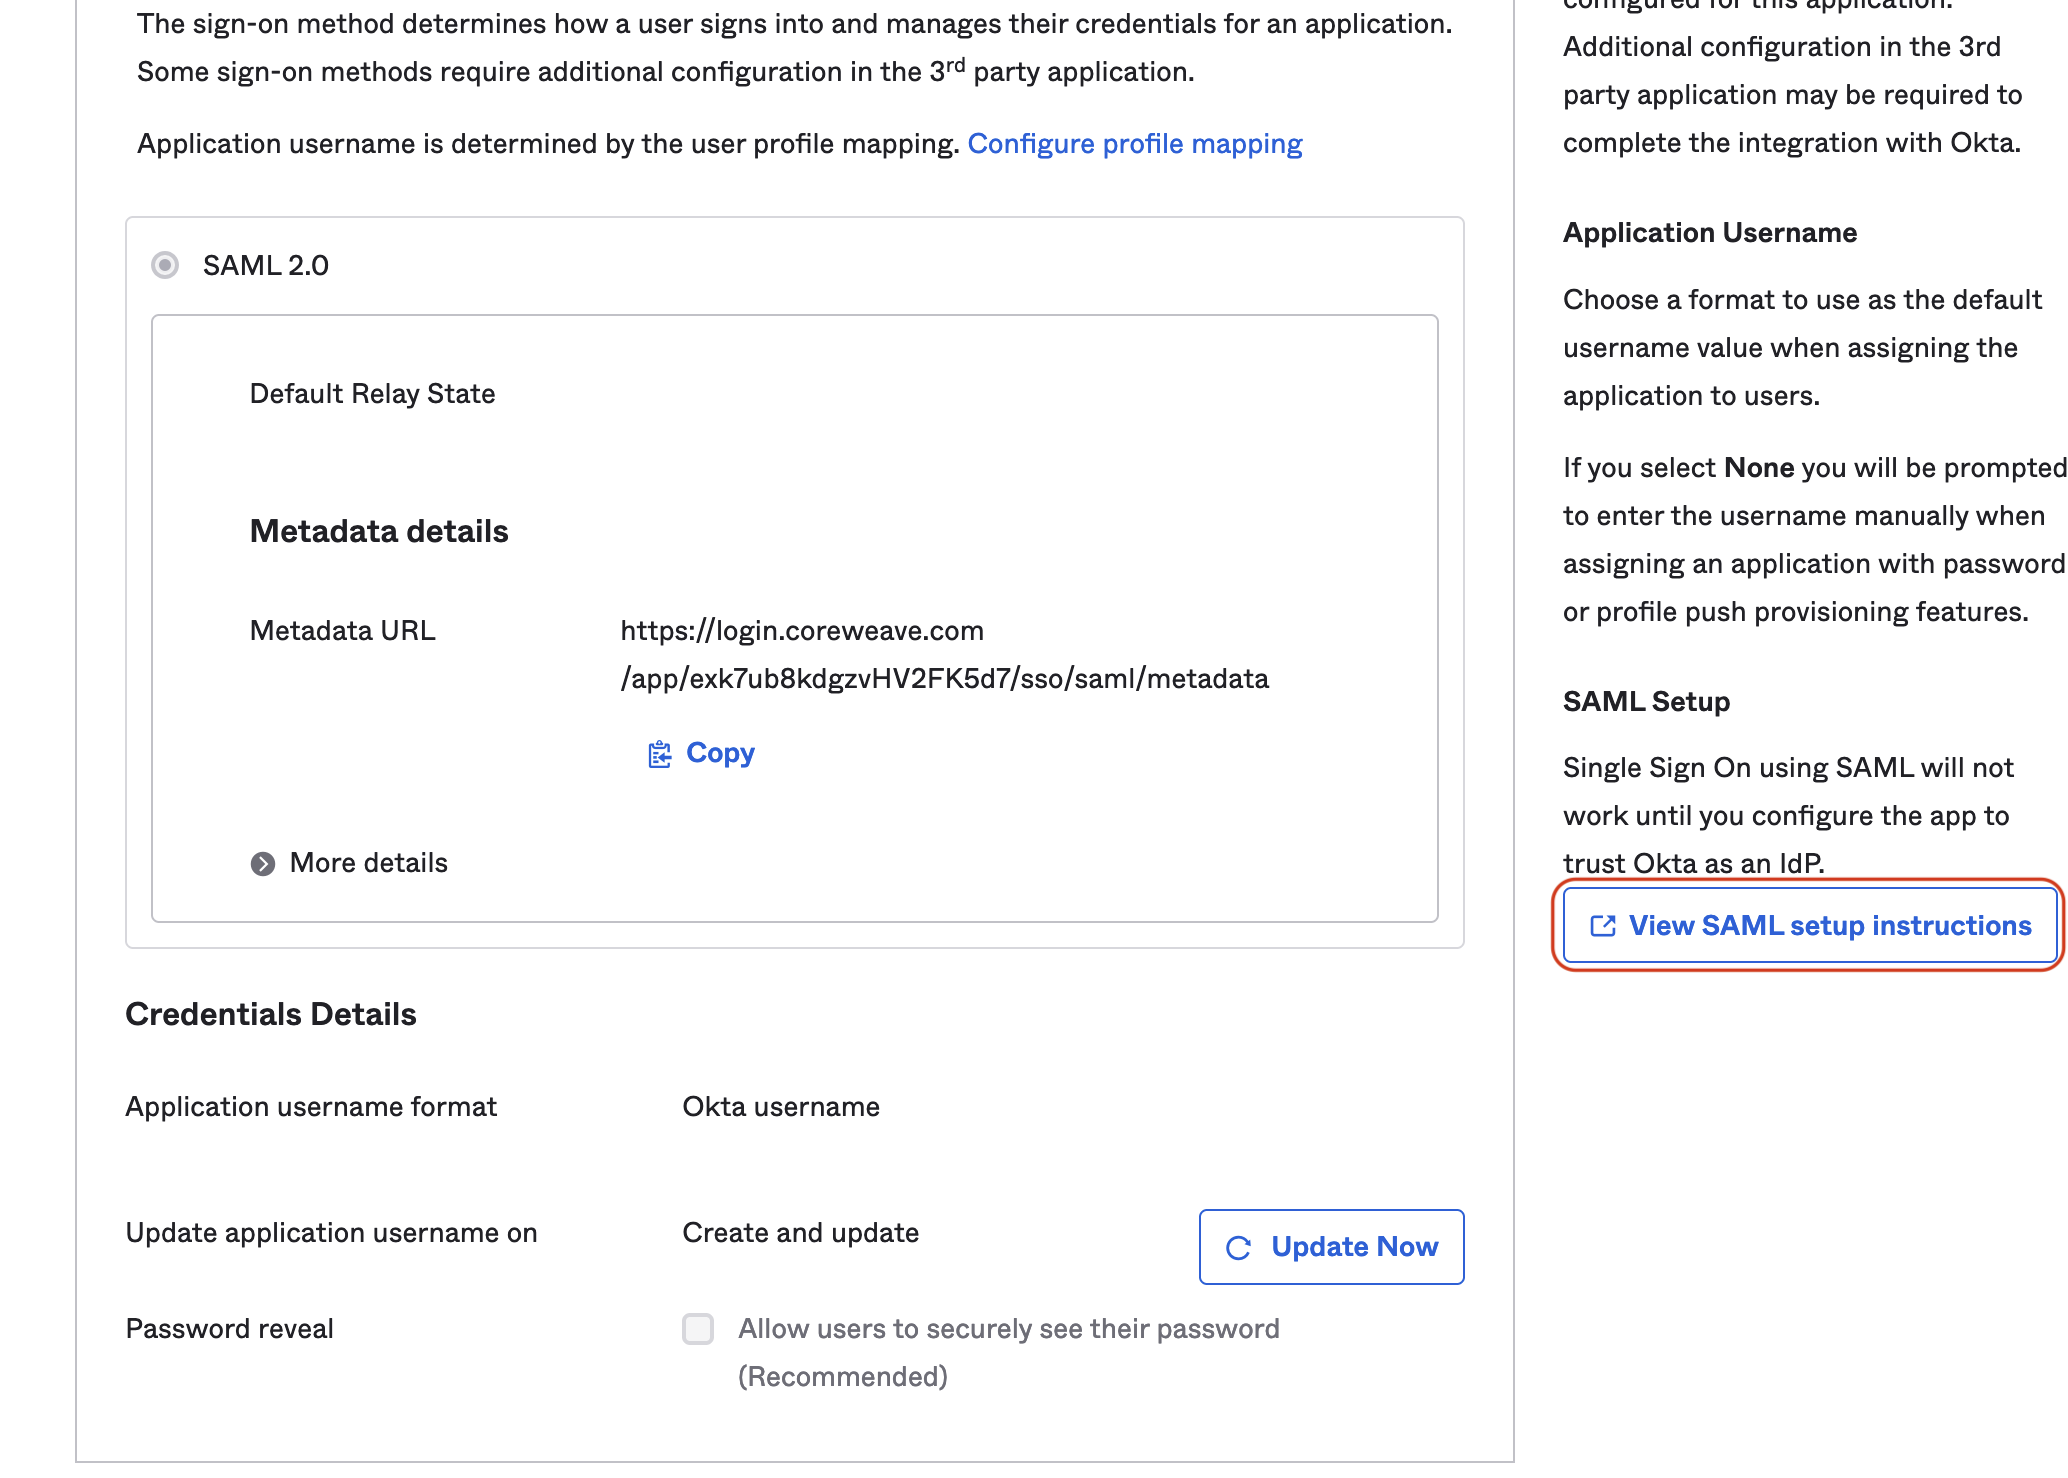 The sign-on method determines how a user signs into and manages their credentials for an application.
Some sign-on methods require additional configuration in the 3rd party application.
Application username is determined by the user profile mapping. Configure profile mapping
SAML 2.0
Default Relay State
Metadata details
Metadata URL
https://login.coreweave.com
/app/exk7ub8kdgzvHV2FK5d7/sso/saml/metadata
Copy
More details
Credentials Details
Application username format
Okta username
Update application username on
Create and update
Update Now
Password reveal
Allow users to securely see their password
(Recommended)
configured for this application.
Additional configuration in the 3rd
party application may be required to
complete the integration with Okta.
Application Username
Choose a format to use as the default
username value when assigning the
application to users.
If you select None you will be prompted
to enter the username manually when
assigning an application with password
or profile push provisioning features.
SAML Setup
Single Sign On using SAML will not
work until you configure the app to
trust Okta as an IdP.
View SAML setup instructions